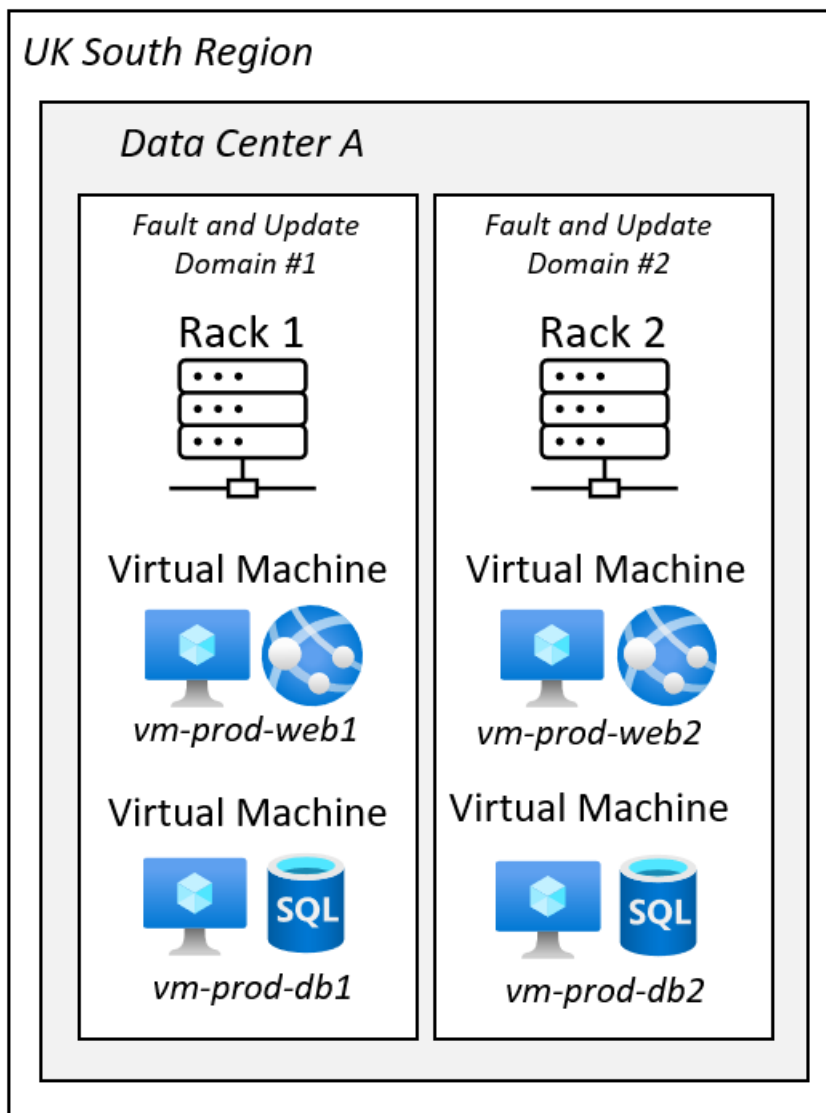 UK South Region
Data Center A
Fault and Update
Domain #1
Rack 1
Virtual Machine
vm-prod-web1
Virtual Machine
SQL
vm-prod-db1
Fault and Update
Domain #2
Rack 2
Virtual Machine
vm-prod-web2
Virtual Machine
SQL
vm-prod-db2